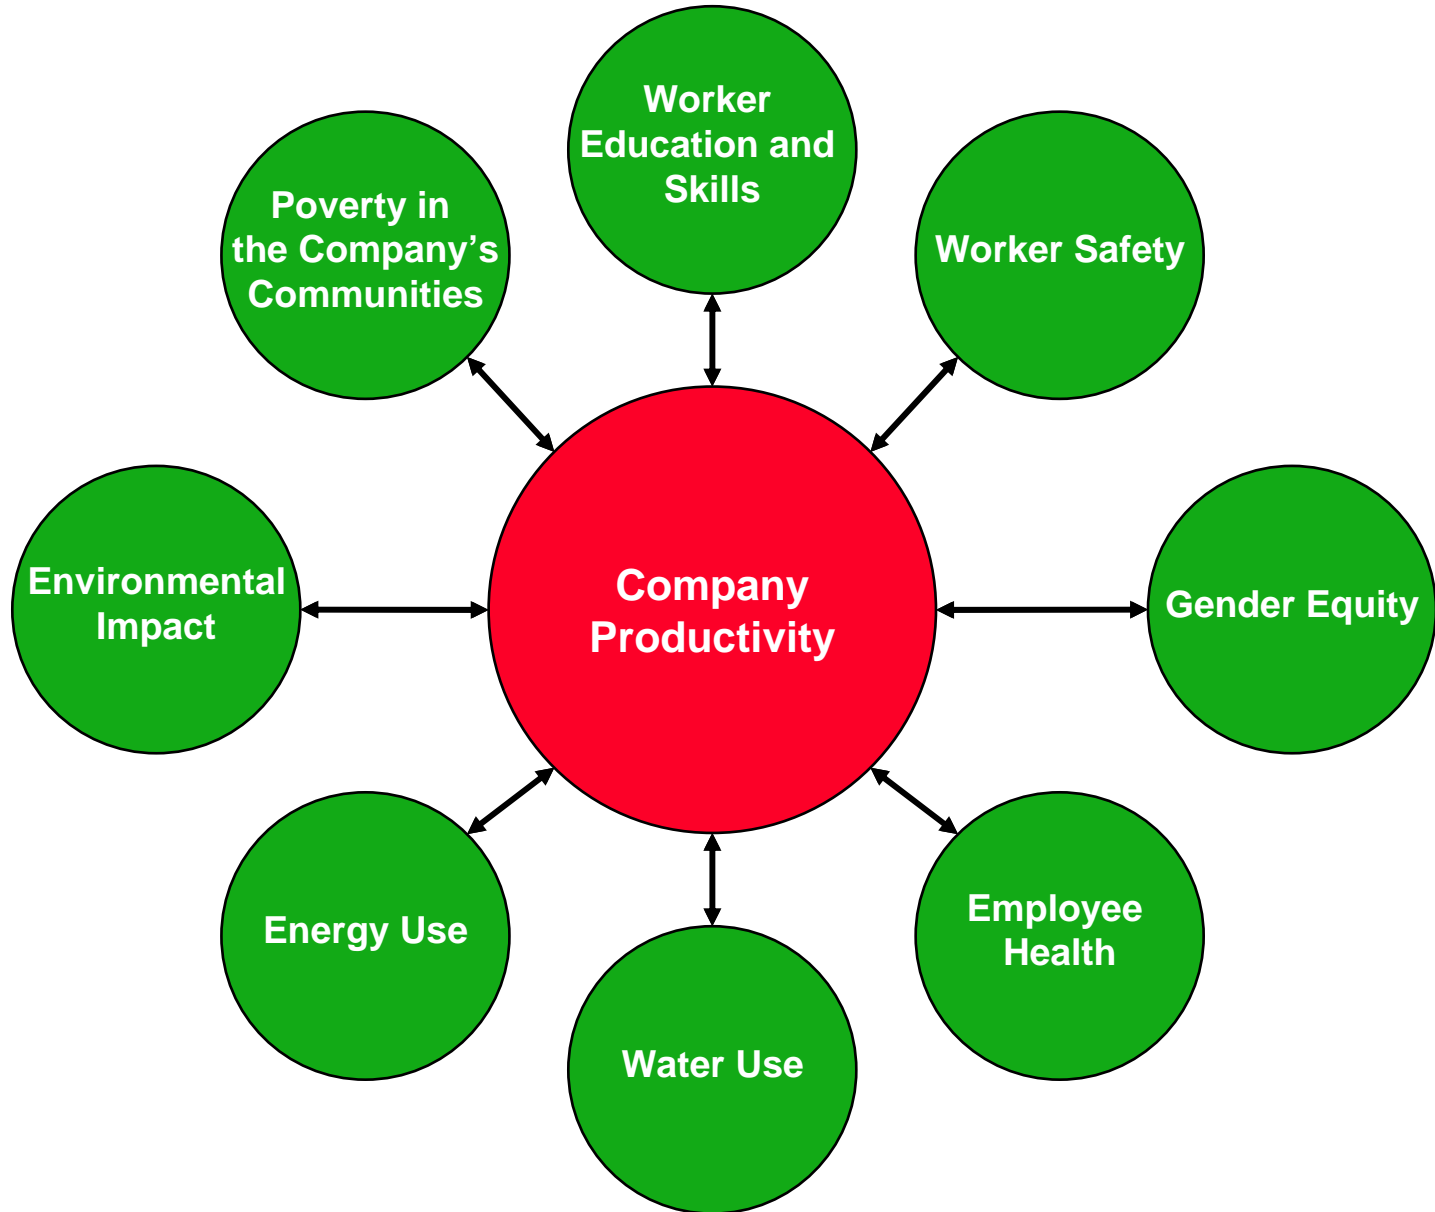 Worker
Education and
Skills
Poverty in
the Company’s
Communities
Worker Safety
Environmental
Impact
Company
Productivity
Gender Equity
Energy Use
Employee
Health
Water Use